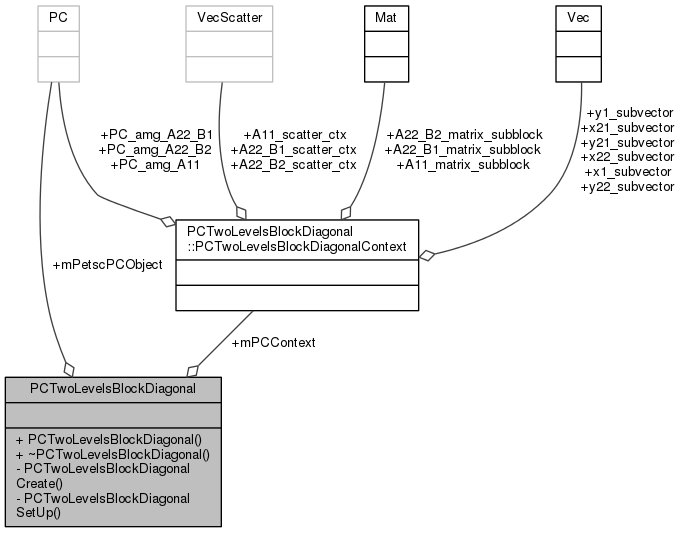 PC
VecScatter
Mat
Vec
+PC_amg_A22_B1
+PC_amg_A22_B2
+PC_amg_A11
+A11_scatter_ctx
+A22_B1_scatter_ctx
+A22_B2_scatter_ctx
+A22_B2_matrix_subblock
+A22_B1_matrix_subblock
+A11_matrix_subblock
+y1_subvector
+x21_subvector
+y21_subvector
+x22_subvector
+x1_subvector
+y22_subvector
PCTwoLevelsBlockDiagonal
::PCTwoLevelsBlockDiagonalContext
+mPetscPCObject
+mPCContext
PCTwoLevelsBlockDiagonal
+ PCTwoLevelsBlockDiagonal()
+ ~PCTwoLevelsBlockDiagonal()
- PCTwoLevelsBlockDiagonal
Create()
- PCTwoLevelsBlockDiagonal
SetUp()